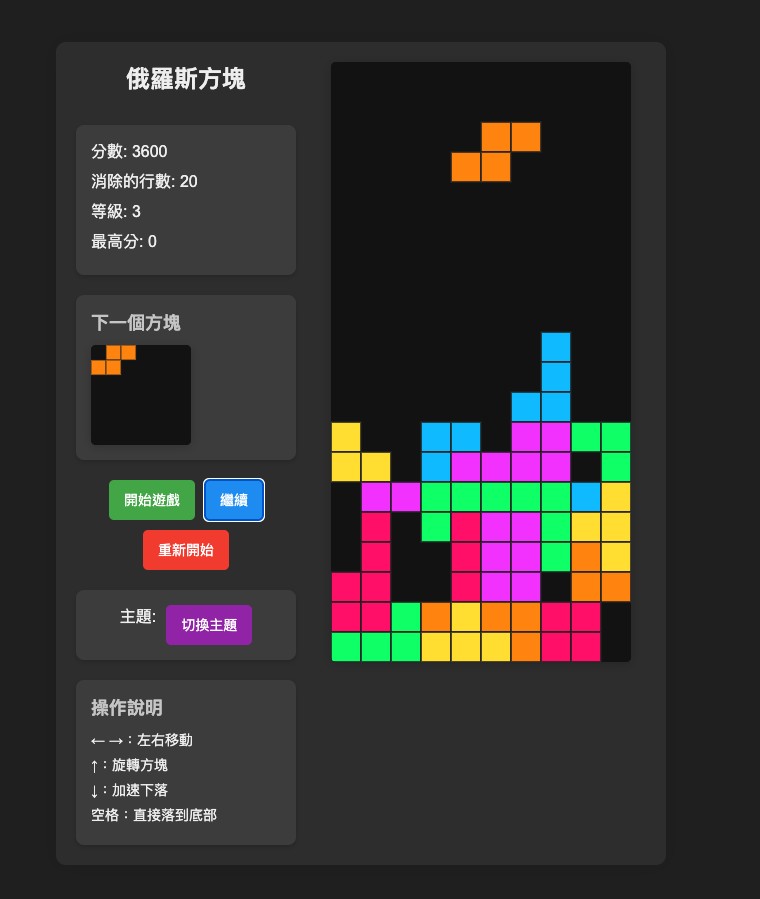 俄羅斯方塊
分數: 3600
消除的行數: 20
等級: 3
最高分: 0
下一個方塊
開始遊戲
繼續
重新開始
主題:
切換主題
操作說明
←→：左右移動
↑：旋轉方塊
↓：加速下落
空格：直接落到底部